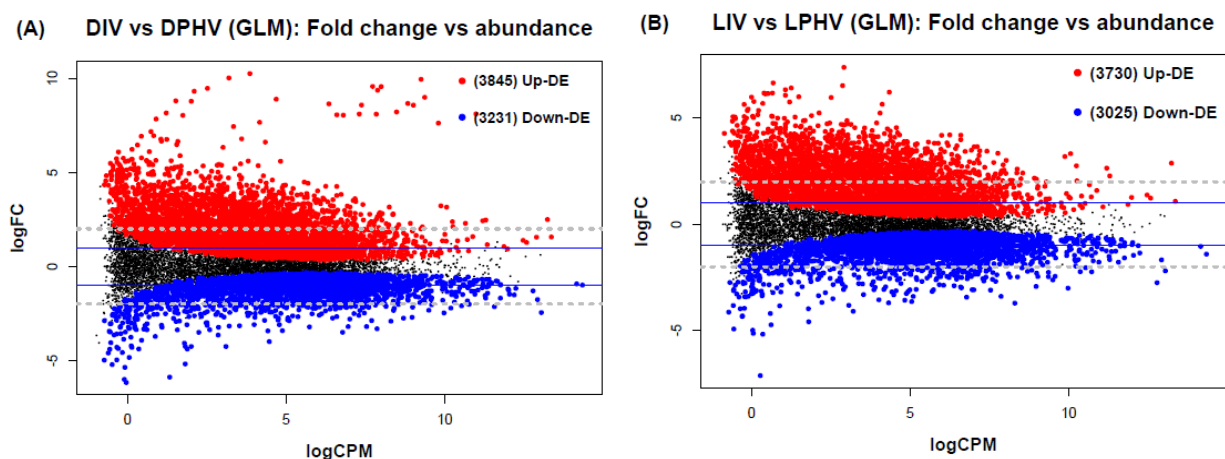 (A) DIV vs DPHV (GLM): Fold change vs abundance
10
5
0
-5
logFC
(3845) Up-DE
(3231) Down-DE
0 5 10
logCPM
(B) LIV vs LPHV (GLM): Fold change vs abundance
5
0
-5
logFC
(3730) Up-DE
(3025) Down-DE
0 5 10
logCPM